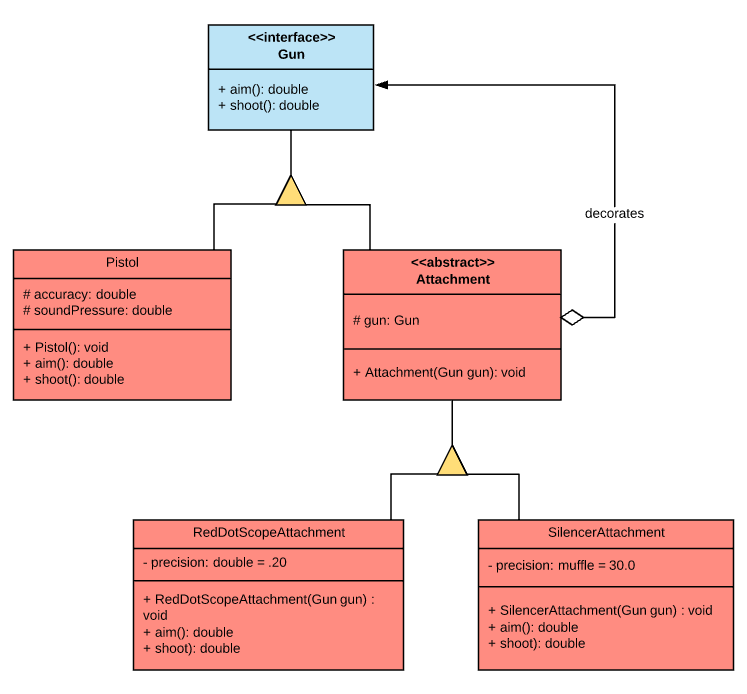 <<interface>>
Gun
+ aim(): double
+ shoot(): double
decorates
Pistol
# accuracy: double
# soundPressure: double
+ Pistol(): void
+ aim(): double
+ shoot(): double
<<abstract>>
Attachment
# gun: Gun
+ Attachment(Gun gun): void
RedDotScopeAttachment
- precision: double = .20
+ RedDotScopeAttachment(Gun gun) :
void
+ aim(): double
+ shoot): double
SilencerAttachment
- precision: muffle = 30.0
+ SilencerAttachment(Gun gun) : void
+ aim(): double
+ shoot): double